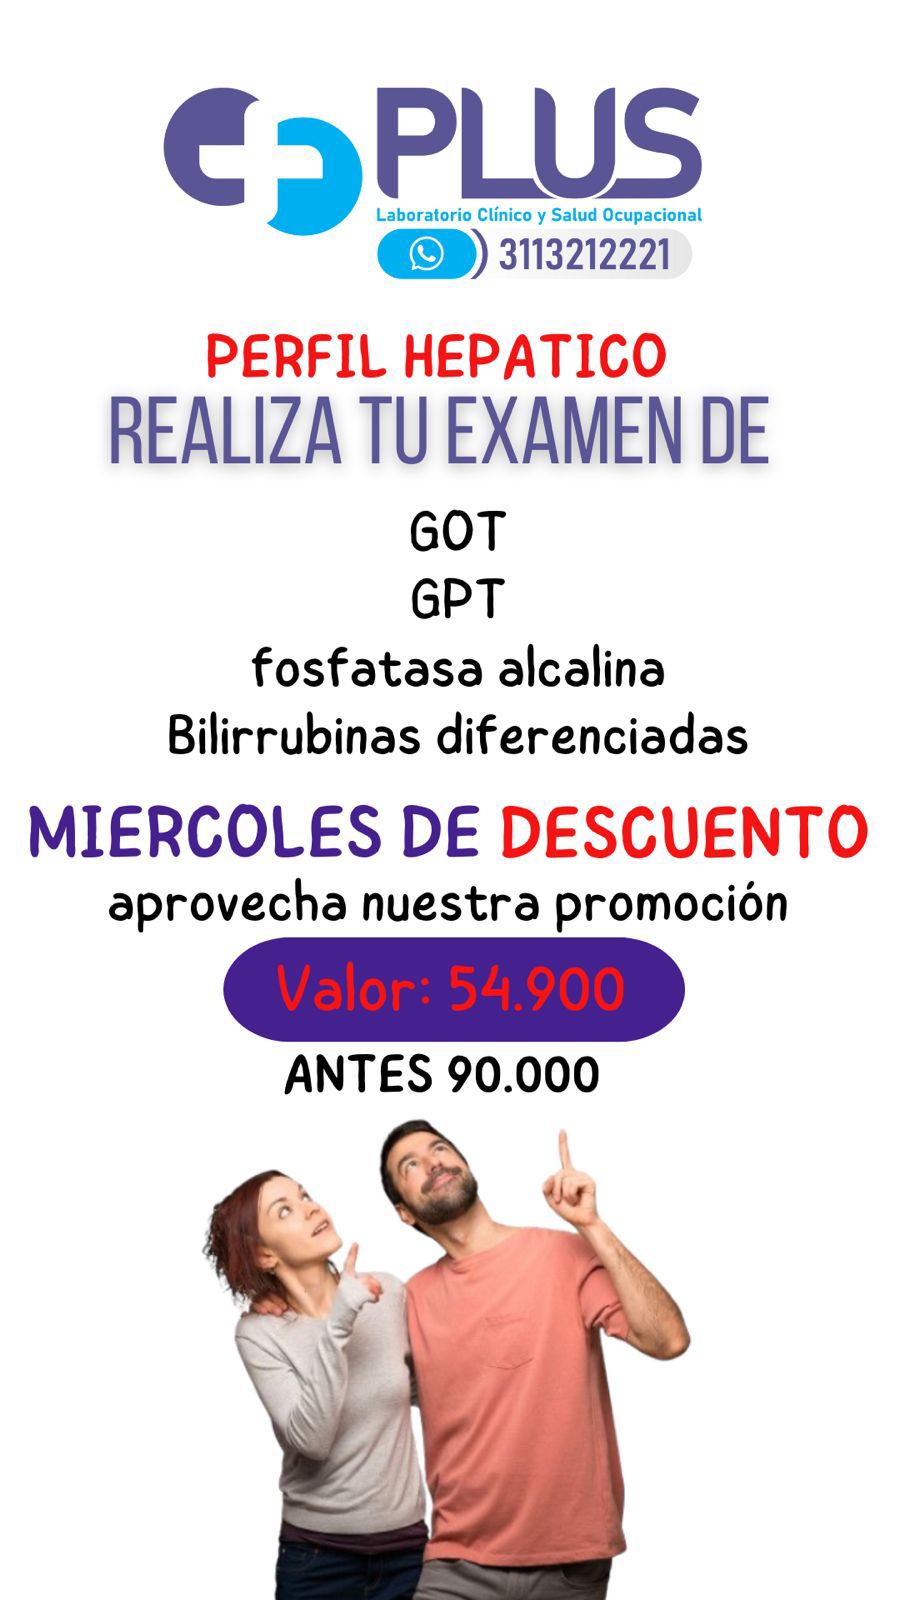 PLUS
Laboratorio Clínico y Salud Ocupacional
3113212221
PERFIL HEPATICO
REALIZA TU EXAMEN DE
GOT
GPT
fosfatasa alcalina
Bilirrubinas diferenciadas
MIERCOLES DE DESCUENTO
aprovecha nuestra promoción
Valor: 54.900
ANTES 90.000